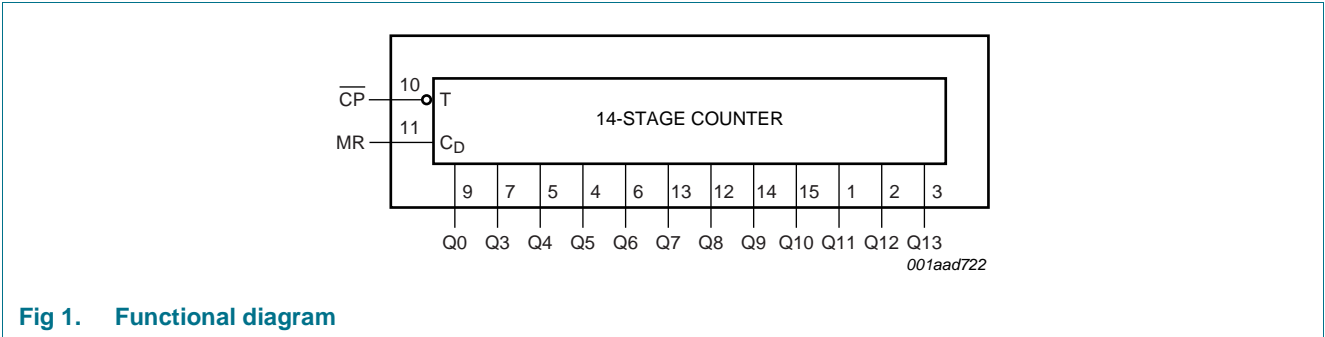 10
CP T
14-STAGE COUNTER
11
MR C_D
9 7 5 4 6 13 12 14 15 1 2 3
Q0 Q3 Q4 Q5 Q6 Q7 Q8 Q9 Q10 Q11 Q12 Q13
001aad722
Fig 1. Functional diagram